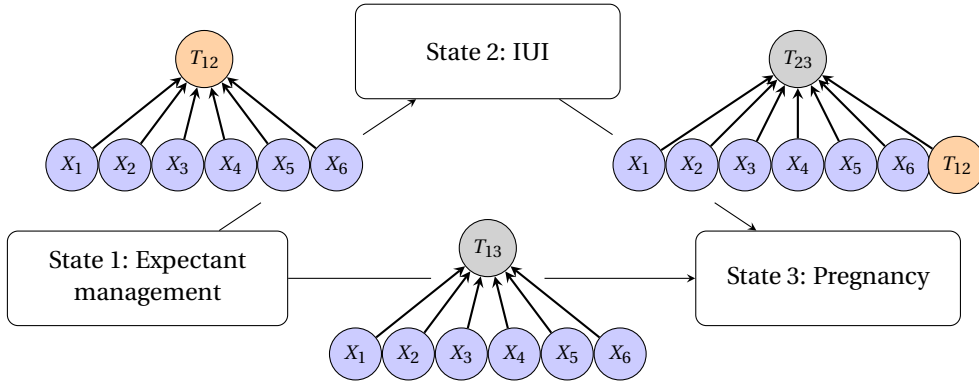 T₁₂
X₁ X₂ X₃ X₄ X₅ X₆
State 2: IUI
T₂₃
X₁ X₂ X₃ X₄ X₅ X₆ T₁₂
State 1: Expectant
management
T₁₃
X₁ X₂ X₃ X₄ X₅ X₆
State 3: Pregnancy